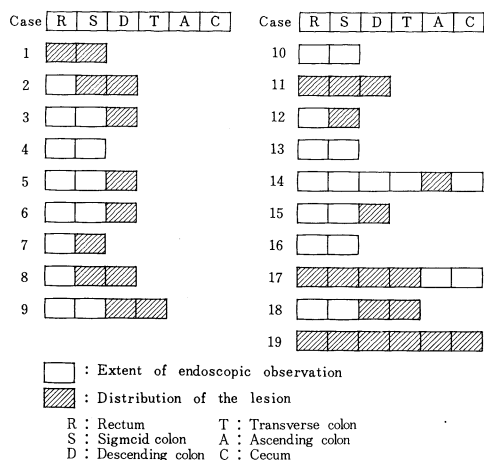 Case R S D T A C
1
2
3
4
5
6
7
8
9
Case R S D T A C
10
11
12
13
14
15
16
17
18
19
: Extent of endoscopic observation
: Distribution of the lesion
R : Rectum T : Transverse colon
S : Sigmcid colon A : Ascending colon
D : Descending colon C : Cecum